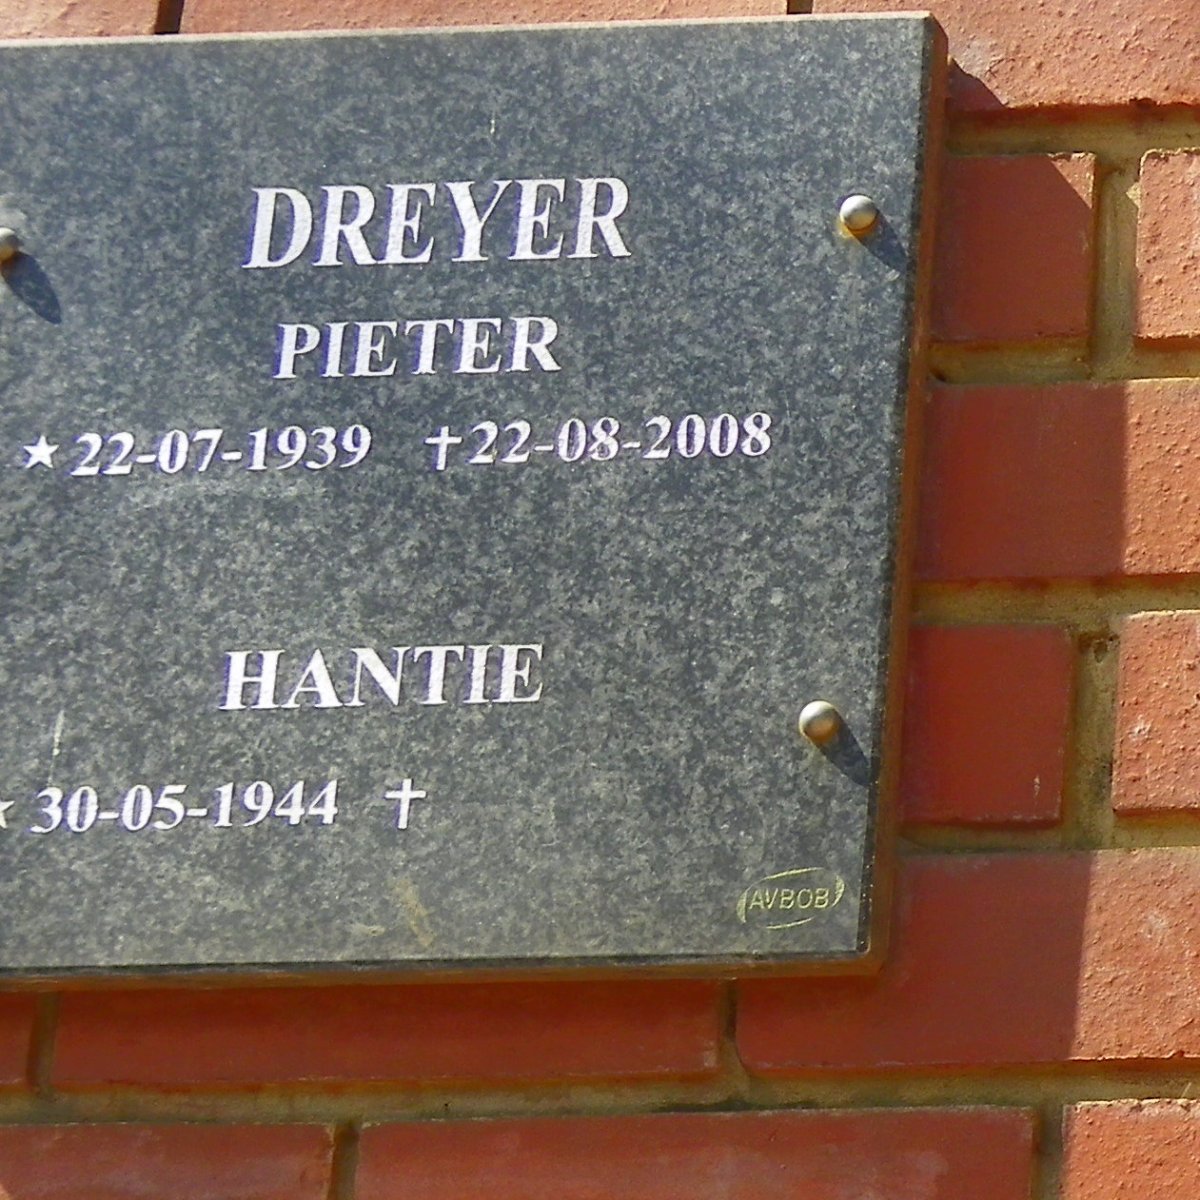 DREYER
PIETER
★ 22-07-1939 ✝ 22-08-2008
HANTIE
★ 30-05-1944 ✝
AVBOB